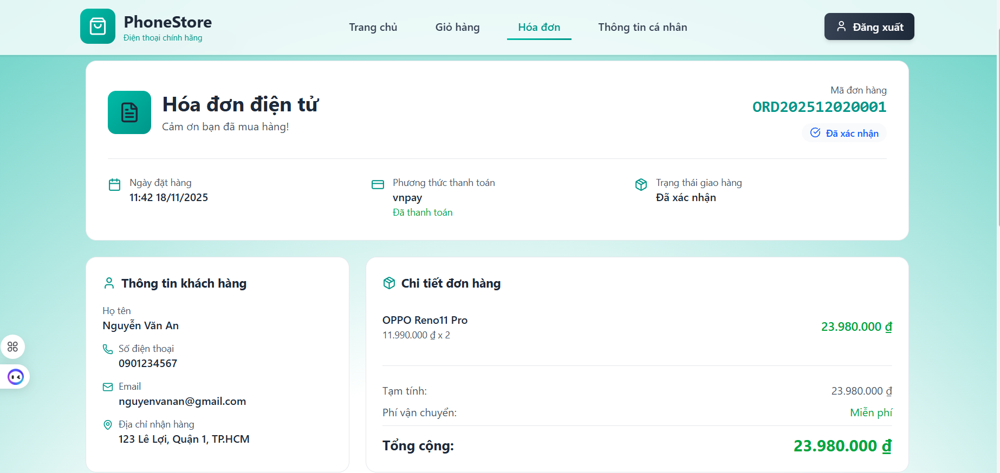 PhoneStore
Điện thoại chính hãng
Trang chủ
Giỏ hàng
Hóa đơn
Thông tin cá nhân
Đăng xuất
Hóa đơn điện tử
Cảm ơn bạn đã mua hàng!
Mã đơn hàng
ORD202512020001
Đã xác nhận
Ngày đặt hàng
11:42 18/11/2025
Phương thức thanh toán
vnpay
Đã thanh toán
Trạng thái giao hàng
Đã xác nhận
Thông tin khách hàng
Họ tên
Nguyễn Văn An
Số điện thoại
0901234567
Email
nguyenvanan@gmail.com
Địa chỉ nhận hàng
123 Lê Lợi, Quận 1, TP.HCM
Chi tiết đơn hàng
OPPO Reno11 Pro
11.990.000 ₫ x 2
23.980.000 ₫
Tạm tính:
23.980.000 ₫
Phí vận chuyển:
Miễn phí
Tổng cộng:
23.980.000 ₫